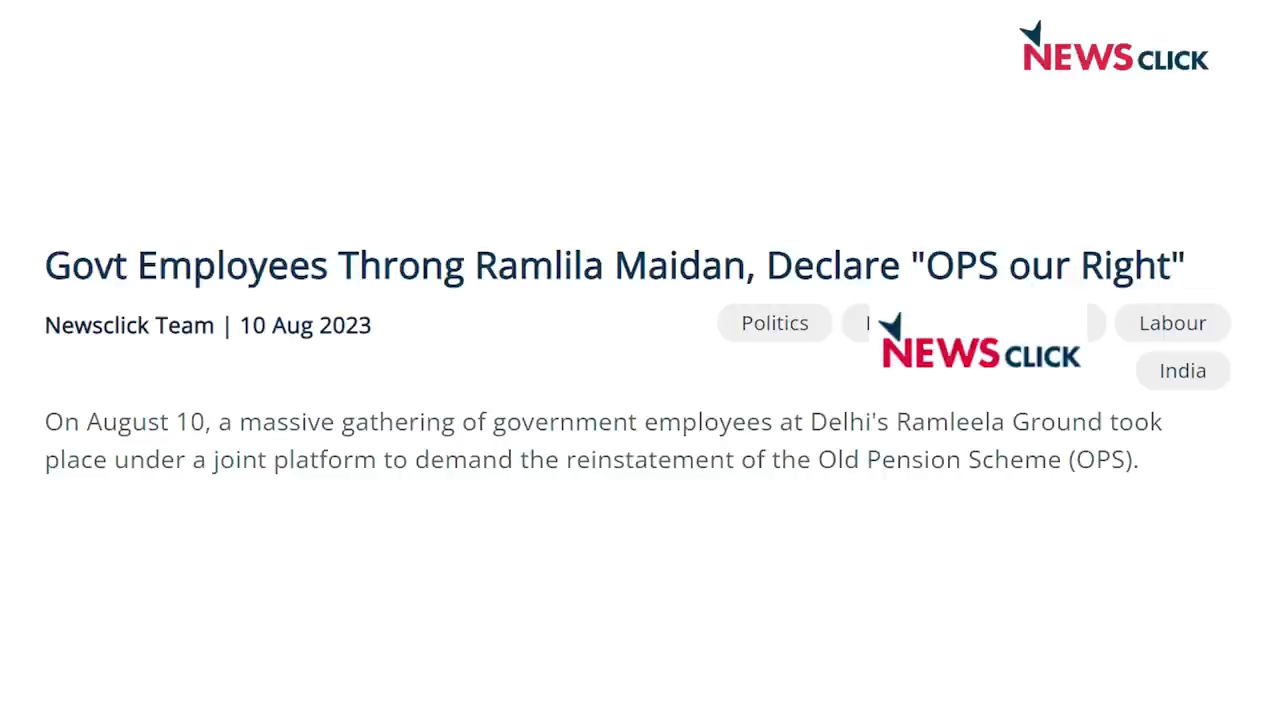 NEWS CLICK
Govt Employees Throng Ramlila Maidan, Declare "OPS our Right"
Newsclick Team | 10 Aug 2023
Politics
NEWS CLICK
Labour
India
On August 10, a massive gathering of government employees at Delhi's Ramleela Ground took
place under a joint platform to demand the reinstatement of the Old Pension Scheme (OPS).